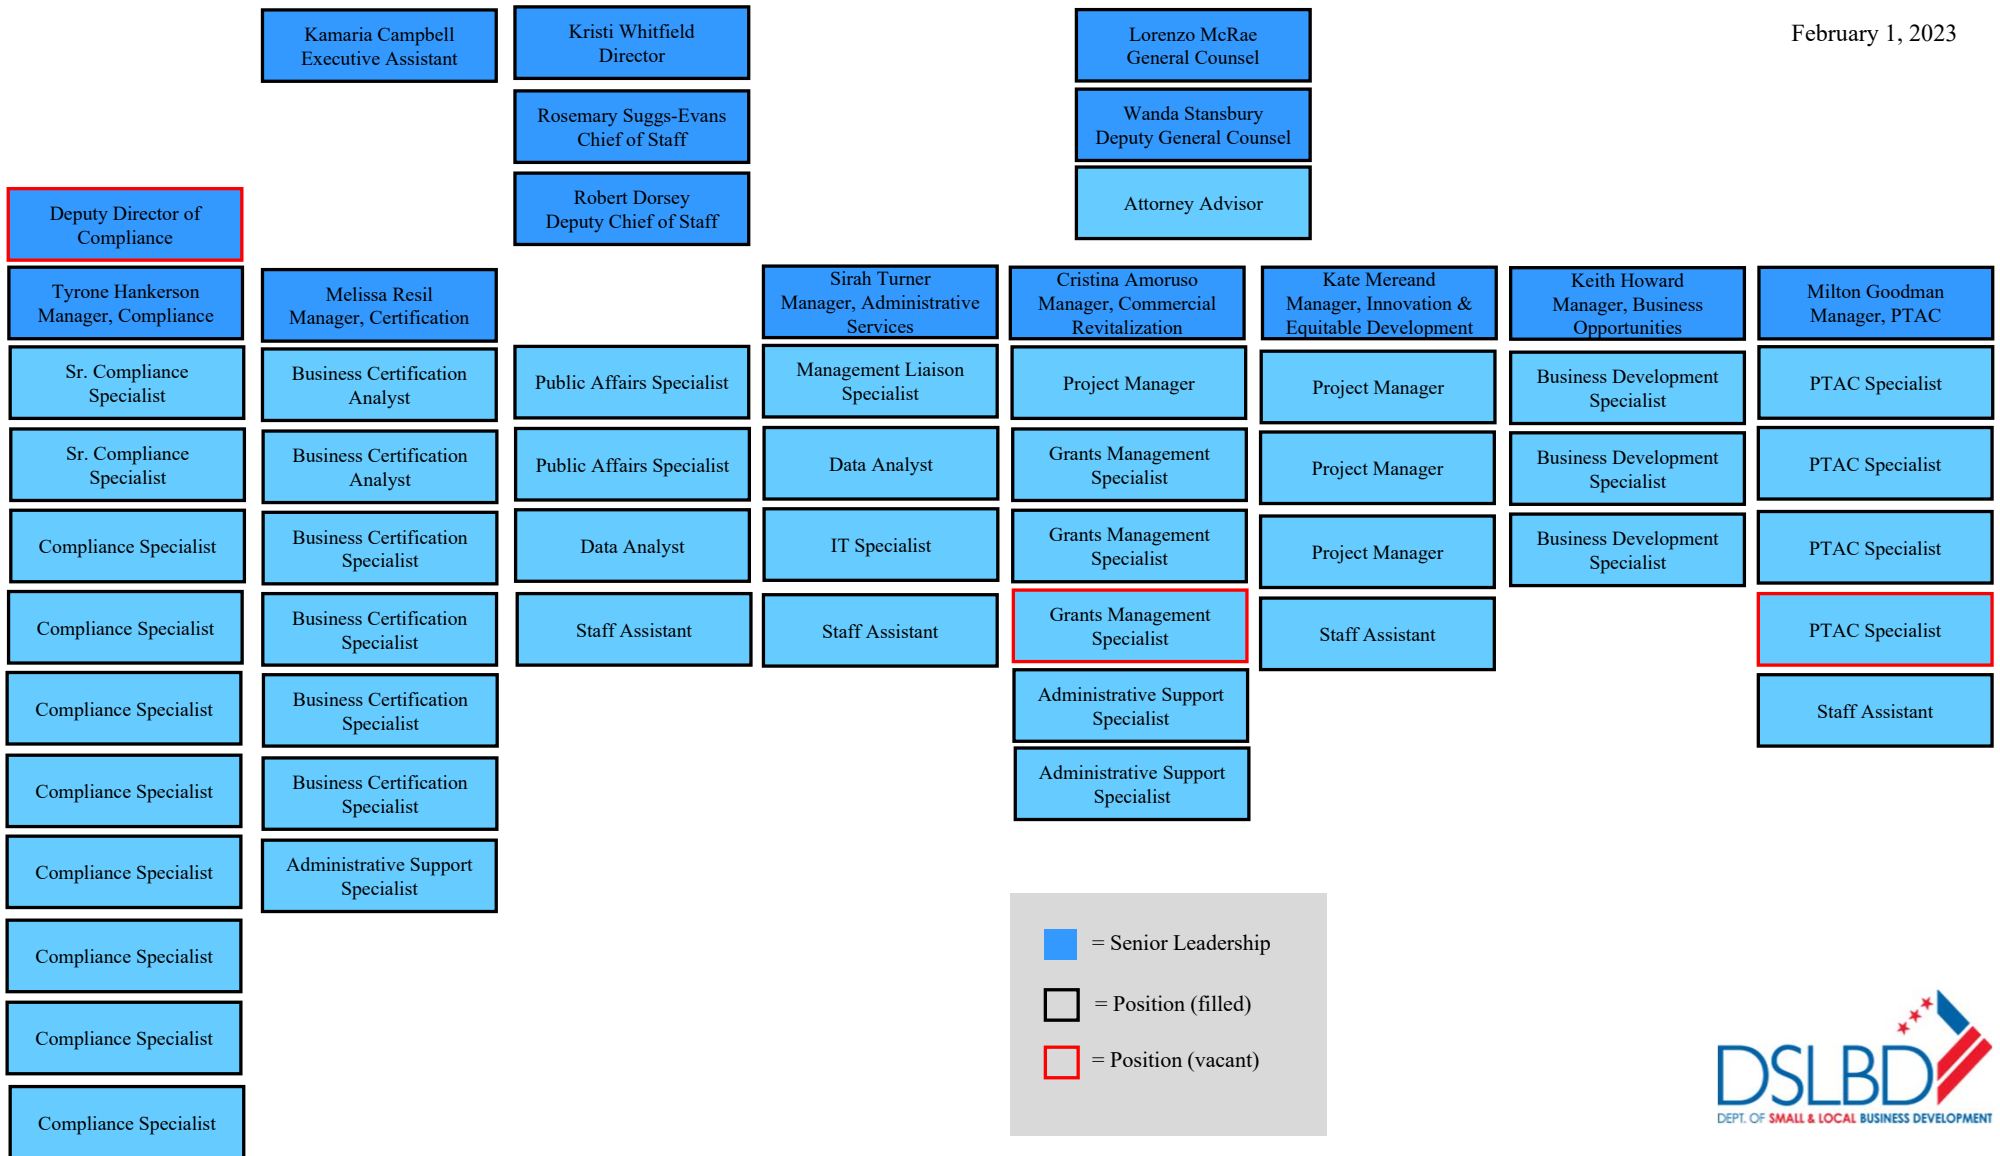 Kamaria Campbell
Executive Assistant
Kristi Whitfield
Director
Lorenzo McRae
General Counsel
February 1, 2023
Rosemary Suggs-Evans
Chief of Staff
Wanda Stansbury
Deputy General Counsel
Robert Dorsey
Deputy Chief of Staff
Attorney Advisor
Deputy Director of
Compliance
Tyrone Hankerson
Manager, Compliance
Sr. Compliance
Specialist
Sr. Compliance
Specialist
Compliance Specialist
Compliance Specialist
Compliance Specialist
Compliance Specialist
Compliance Specialist
Compliance Specialist
Compliance Specialist
Compliance Specialist
Melissa Resil
Manager, Certification
Business Certification
Analyst
Business Certification
Analyst
Business Certification
Specialist
Business Certification
Specialist
Business Certification
Specialist
Business Certification
Specialist
Administrative Support
Specialist
Public Affairs Specialist
Public Affairs Specialist
Data Analyst
Staff Assistant
Sirah Turner
Manager, Administrative
Services
Management Liaison
Specialist
Data Analyst
IT Specialist
Staff Assistant
Cristina Amoruso
Manager, Commercial
Revitalization
Project Manager
Grants Management
Specialist
Grants Management
Specialist
Grants Management
Specialist
Administrative Support
Specialist
Administrative Support
Specialist
Kate Mereand
Manager, Innovation &
Equitable Development
Project Manager
Project Manager
Project Manager
Staff Assistant
Keith Howard
Manager, Business
Opportunities
Business Development
Specialist
Business Development
Specialist
Business Development
Specialist
Milton Goodman
Manager, PTAC
PTAC Specialist
PTAC Specialist
PTAC Specialist
PTAC Specialist
Staff Assistant
= Senior Leadership
= Position (filled)
= Position (vacant)
DSLBD
DEPT. OF SMALL & LOCAL BUSINESS DEVELOPMENT